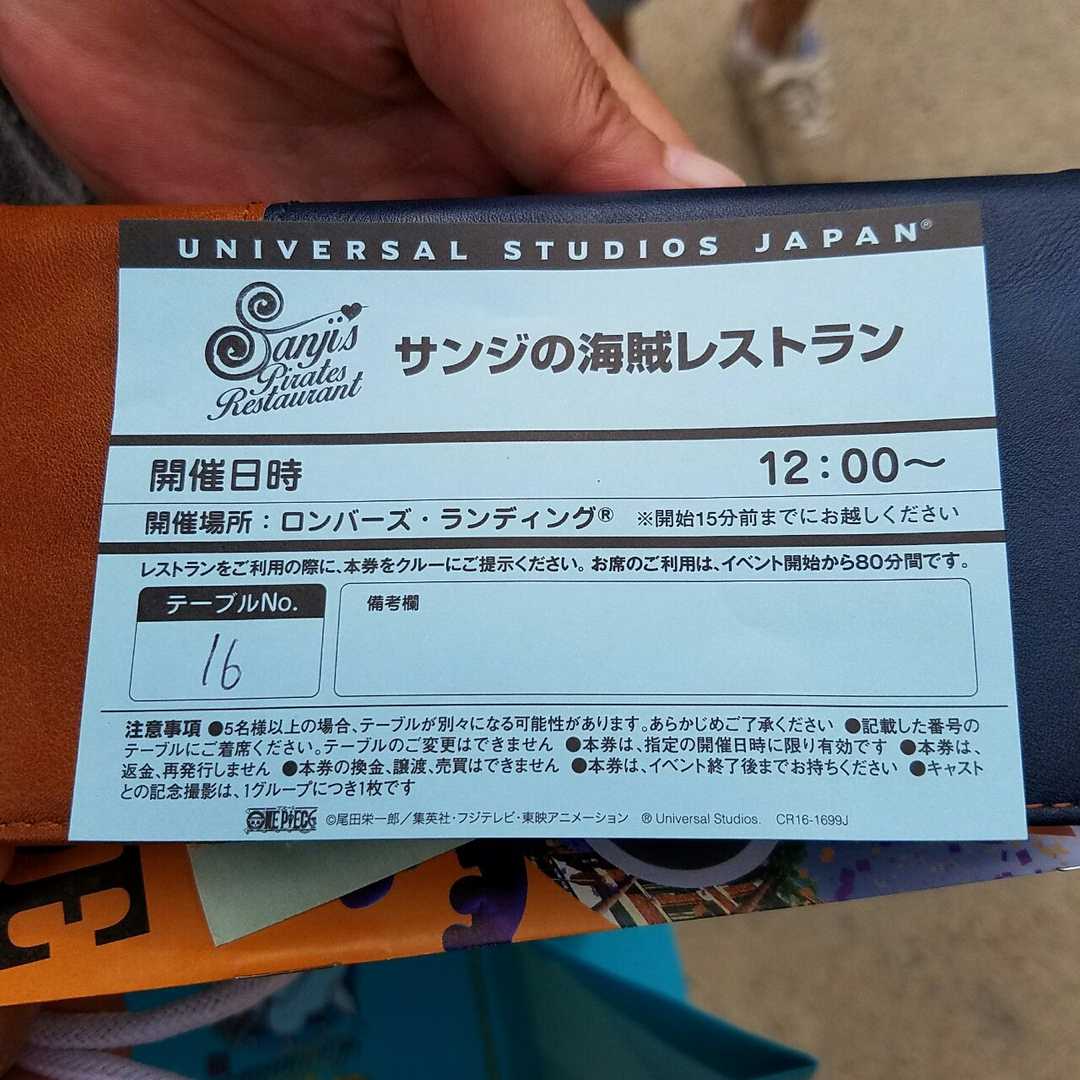 UNIVERSAL STUDIOS JAPAN®
Sanji's
Pirates
Restaurant
サンジの海賊レストラン
開催日時 12:00〜
開催場所：ロンバーズ・ランディング® ※開始15分前までにお越しください
レストランをご利用の際に、本券をクルーにご提示ください。お席のご利用は、イベント開始から80分間です。
テーブルNo.
16
備考欄
注意事項 ●5名様以上の場合、テーブルが別々になる可能性があります。あらかじめご了承ください ●記載した番号の
テーブルにご着席ください。テーブルのご変更はできません ●本券は、指定の開催日時に限り有効です ●本券は、
返金、再発行しません ●本券の換金、譲渡、売買はできません ●本券は、イベント終了後までお持ちください ●キャスト
との記念撮影は、1グループにつき1枚です
ONE PIECE ©尾田栄一郎／集英社・フジテレビ・東映アニメーション ® Universal Studios. CR16-1699J